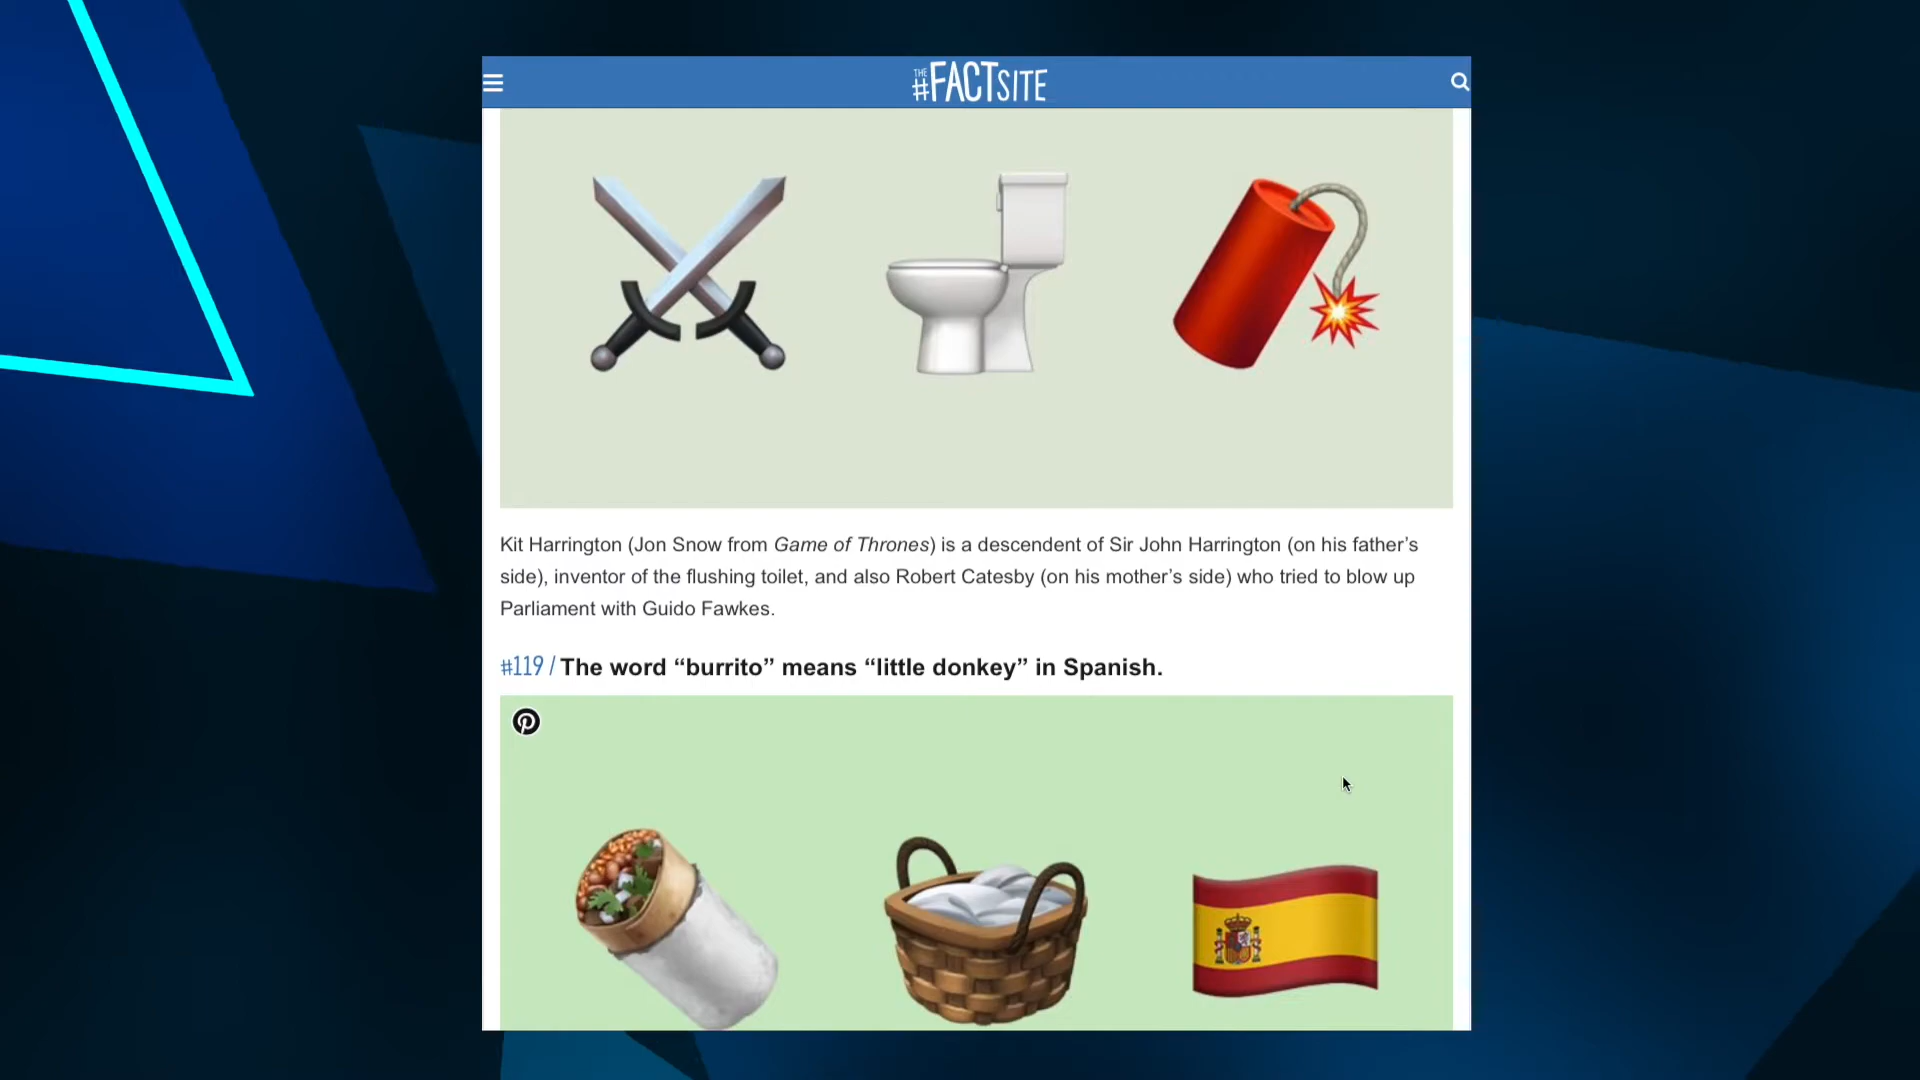 THE
#FACTSITE
Kit Harrington (Jon Snow from Game of Thrones) is a descendent of Sir John Harrington (on his father’s
side), inventor of the flushing toilet, and also Robert Catesby (on his mother’s side) who tried to blow up
Parliament with Guido Fawkes.
#119 / The word “burrito” means “little donkey” in Spanish.